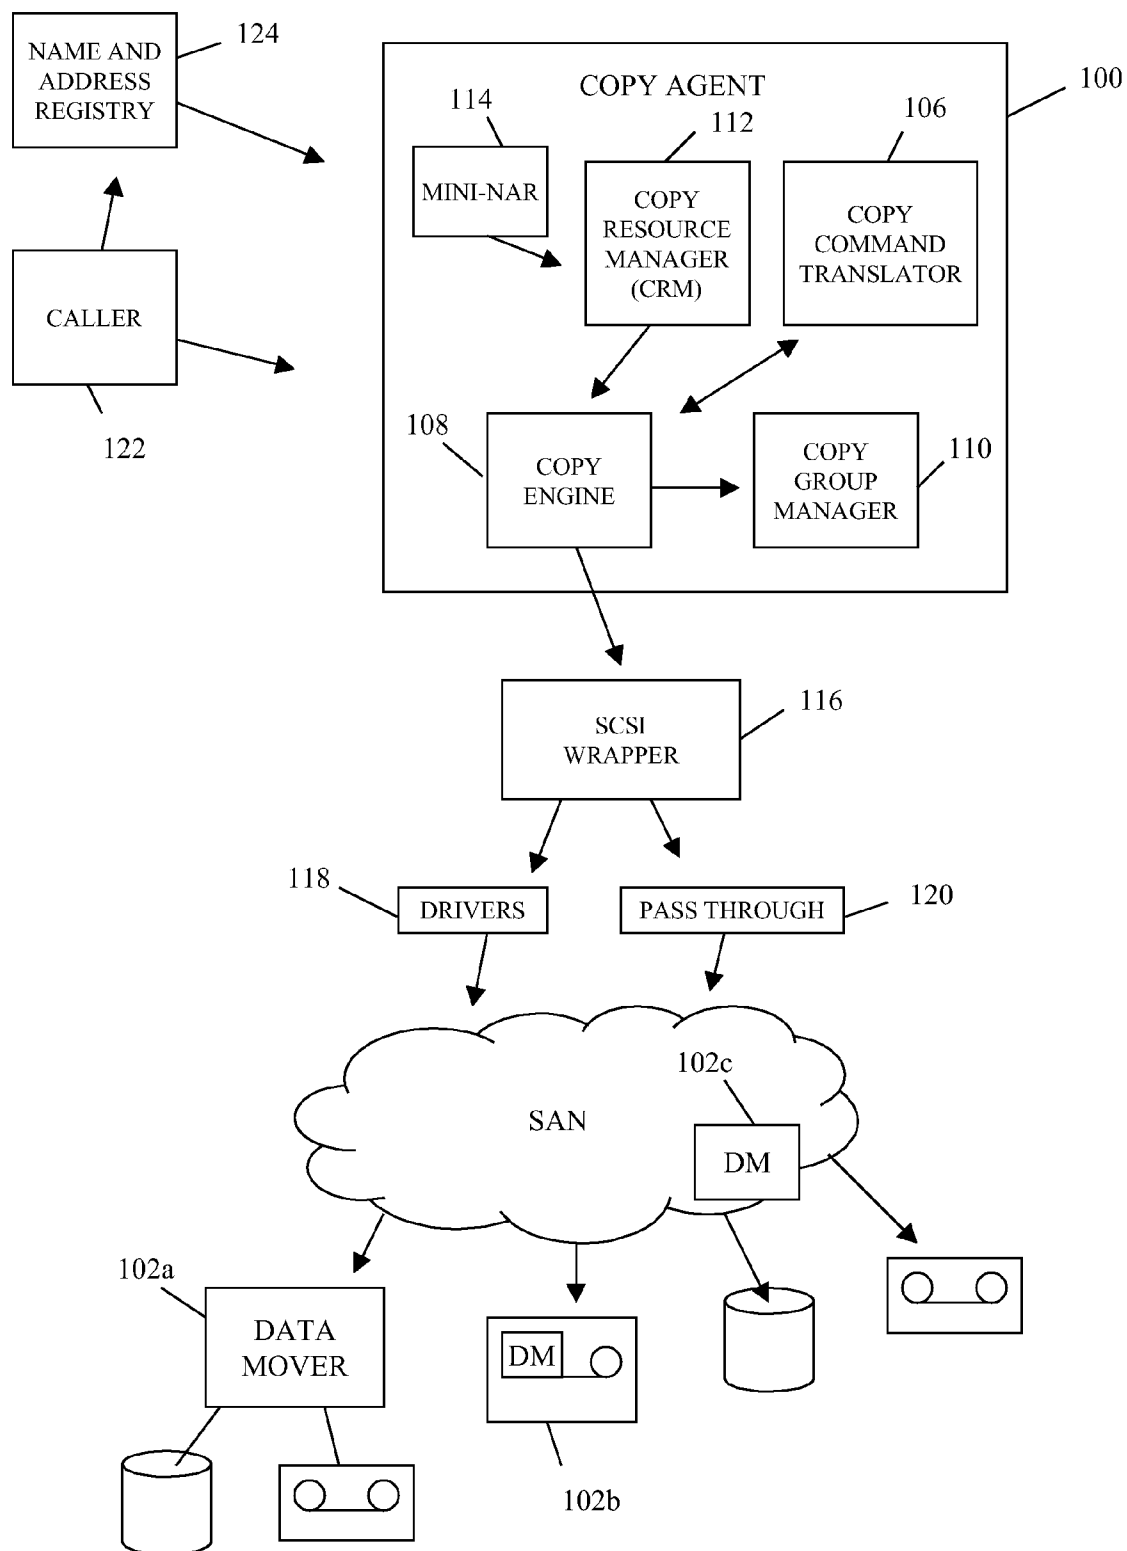 124
NAME AND
ADDRESS
REGISTRY
COPY AGENT
100
114
112
106
MINI-NAR
COPY
RESOURCE
MANAGER
(CRM)
COPY
COMMAND
TRANSLATOR
CALLER
122
108
COPY
ENGINE
COPY
GROUP
MANAGER
110
SCSI
WRAPPER
116
118
DRIVERS
PASS THROUGH
120
102c
SAN
DM
102a
DATA
MOVER
DM
102b